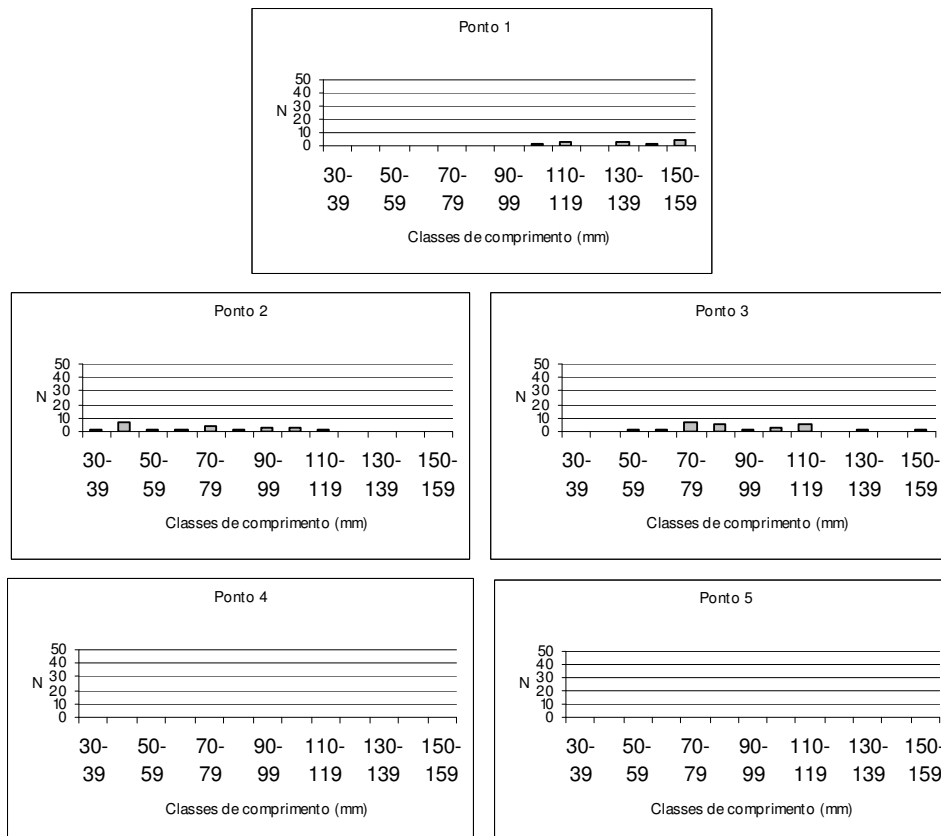 Ponto 1
50
40
30
N
20
10
0
30- 50- 70- 90- 110- 130- 150-
39 59 79 99 119 139 159
Classes de comprimento (mm)
Ponto 2
50
40
N
30
20
10
0
30- 50- 70- 90- 110- 130- 150-
39 59 79 99 119 139 159
Classes de comprimento (mm)
Ponto 3
50
40
N
30
20
10
0
30- 50- 70- 90- 110- 130- 150-
39 59 79 99 119 139 159
Classes de comprimento (mm)
Ponto 4
50
40
30
N
20
10
0
30- 50- 70- 90- 110- 130- 150-
39 59 79 99 119 139 159
Classes de comprimento (mm)
Ponto 5
50
40
30
N
20
10
0
30- 50- 70- 90- 110- 130- 150-
39 59 79 99 119 139 159
Classes de comprimento (mm)